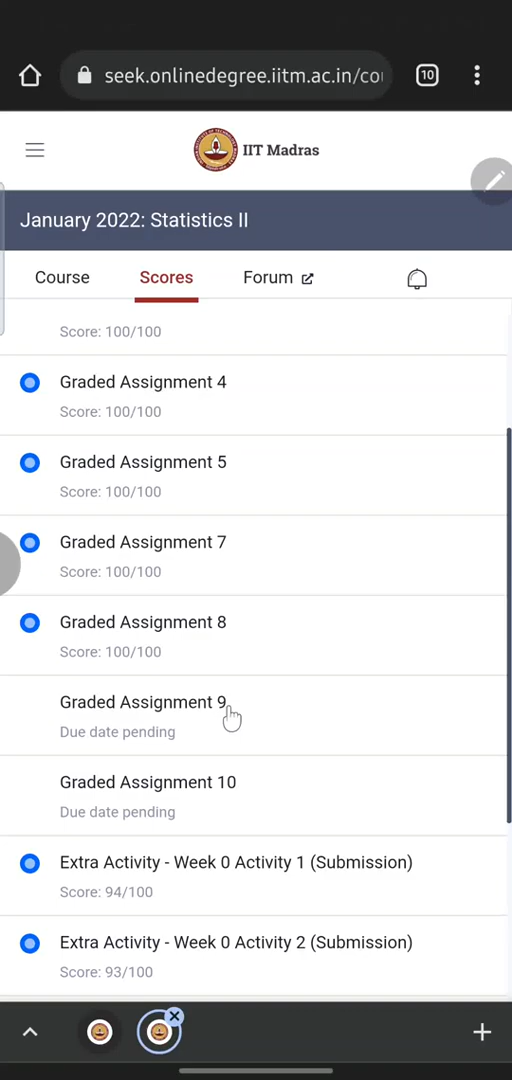 seek.onlinedegree.iitm.ac.in/co
10
IIT Madras
January 2022: Statistics II
Course
Scores
Forum
Score: 100/100
Graded Assignment 4
Score: 100/100
Graded Assignment 5
Score: 100/100
Graded Assignment 7
Score: 100/100
Graded Assignment 8
Score: 100/100
Graded Assignment 9
Due date pending
Graded Assignment 10
Due date pending
Extra Activity - Week 0 Activity 1 (Submission)
Score: 94/100
Extra Activity - Week 0 Activity 2 (Submission)
Score: 93/100